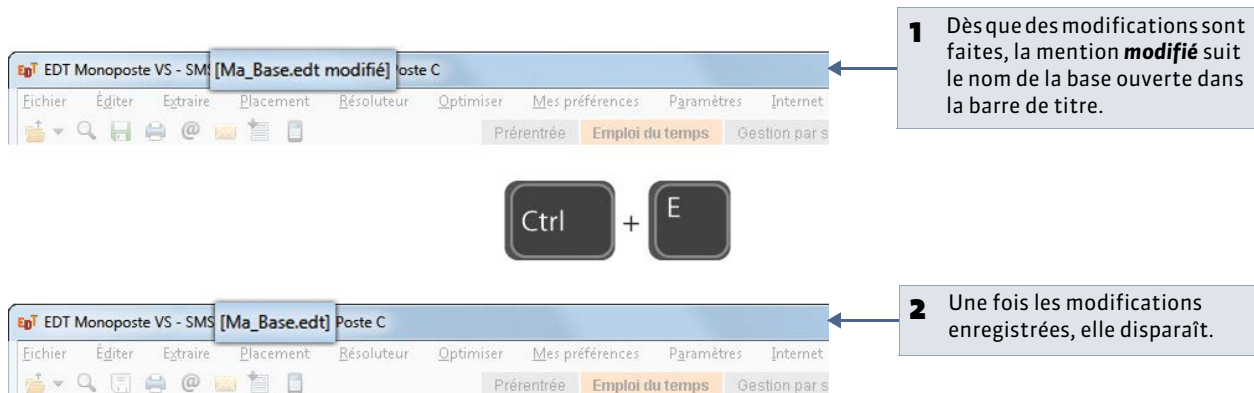 EDT EDT Monoposte VS - SMS [Ma_Base.edt modifié] Poste C
Fichier Éditer Extraire Placement Résoluteur Optimiser Mes préférences Paramètres Internet
Prérentrée Emploi du temps Gestion par s
1 Dès que des modifications sont
faites, la mention modifié suit
le nom de la base ouverte dans
la barre de titre.
Ctrl + E
EDT EDT Monoposte VS - SMS [Ma_Base.edt] Poste C
Fichier Éditer Extraire Placement Résoluteur Optimiser Mes préférences Paramètres Internet
Prérentrée Emploi du temps Gestion par s
2 Une fois les modifications
enregistrées, elle disparaît.